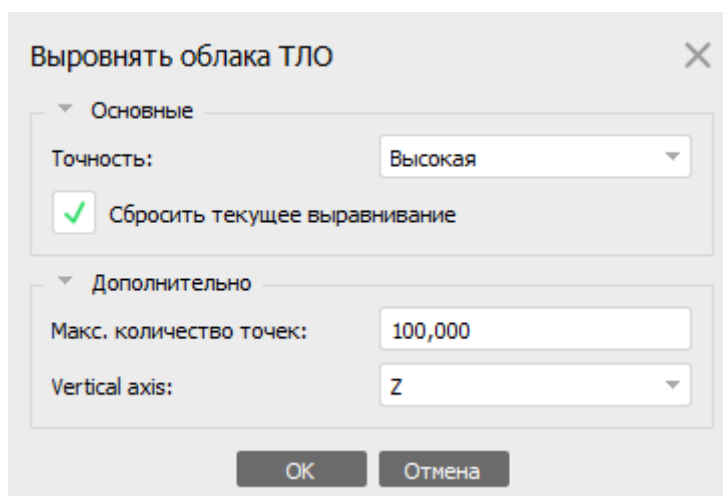 Выровнять облака ТЛО
Основные
Точность: Высокая
Сбросить текущее выравнивание
Дополнительно
Макс. количество точек: 100,000
Vertical axis: Z
OK Отмена